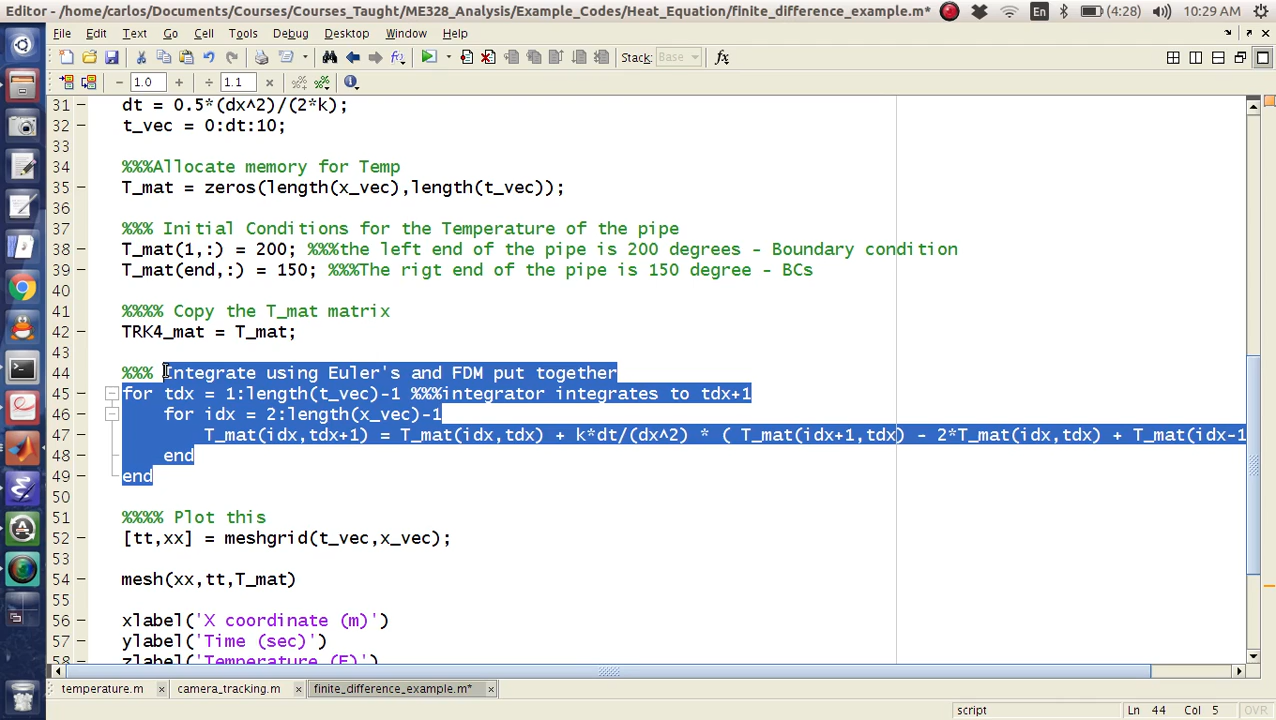 Editor - /home/carlos/Documents/Courses/Courses_Taught/ME328_Analysis/Example_Codes/Heat_Equation/finite_difference_example.m* En (4:28) 10:29 AM
File Edit Text Go Cell Tools Debug Desktop Window Help
Stack: Base fx
− 1.0 + ÷ 1.1 ×
31 dt = 0.5*(dx^2)/(2*k);
32 t_vec = 0:dt:10;
33
34 %%%Allocate memory for Temp
35 T_mat = zeros(length(x_vec),length(t_vec));
36
37 %%% Initial Conditions for the Temperature of the pipe
38 T_mat(1,:) = 200; %%%the left end of the pipe is 200 degrees - Boundary condition
39 T_mat(end,:) = 150; %%%The rigt end of the pipe is 150 degree - BCs
40
41 %%%% Copy the T_mat matrix
42 TRK4_mat = T_mat;
43
44 %%% Integrate using Euler's and FDM put together
45 for tdx = 1:length(t_vec)-1 %%%integrator integrates to tdx+1
46 for idx = 2:length(x_vec)-1
47 T_mat(idx,tdx+1) = T_mat(idx,tdx) + k*dt/(dx^2) * ( T_mat(idx+1,tdx) - 2*T_mat(idx,tdx) + T_mat(idx-1
48 end
49 end
50
51 %%%% Plot this
52 [tt,xx] = meshgrid(t_vec,x_vec);
53
54 mesh(xx,tt,T_mat)
55
56 xlabel('X coordinate (m)')
57 ylabel('Time (sec)')
58 zlabel('Temperature (F)')
temperature.m × camera_tracking.m × finite_difference_example.m* ×
script Ln 44 Col 5 OVR